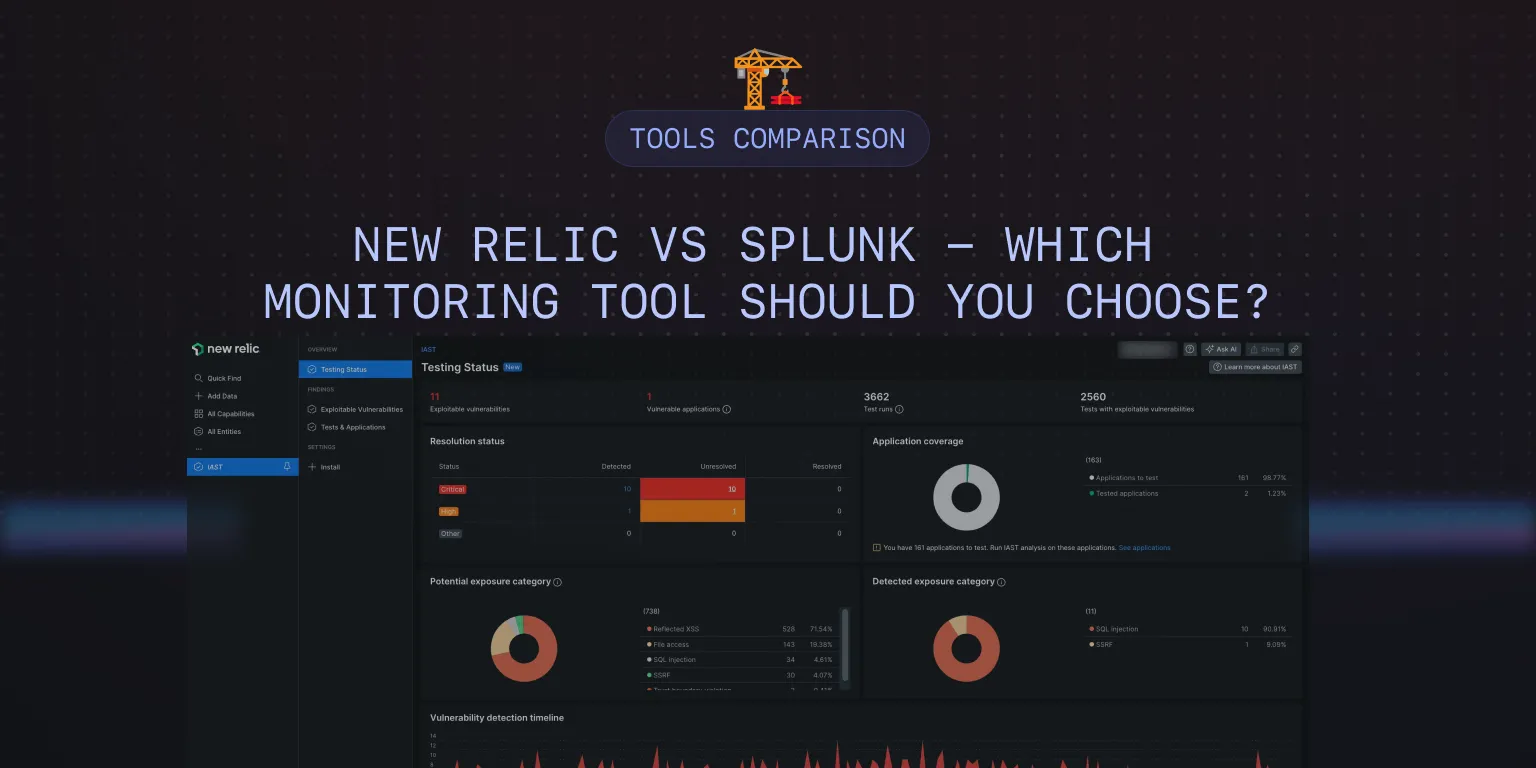 TOOLS COMPARISON
NEW RELIC VS SPLUNK – WHICH
MONITORING TOOL SHOULD YOU CHOOSE?
new relic
Quick Find
Add Data
All Capabilities
All Entities
...
IAST
OVERVIEW
Testing Status
FINDINGS
Exploitable Vulnerabilities
Tests & Applications
SETTINGS
Install
IAST
Ask AI
Share
Testing Status New
Learn more about IAST
11
Exploitable vulnerabilities
1
Vulnerable applications
3662
Test runs
2560
Tests with exploitable vulnerabilities
Resolution status
Status Detected Unresolved Resolved
Critical 10 10 0
High 1 1 0
Other 0 0 0
Application coverage
(163)
Applications to test 161 98.77%
Tested applications 2 1.23%
You have 161 applications to test. Run IAST analysis on these applications. See applications
Potential exposure category
(738)
Reflected XSS 528 71.54%
File access 143 19.38%
SQL injection 34 4.61%
SSRF 30 4.07%
Detected exposure category
(11)
SQL injection 10 90.91%
SSRF 1 9.09%
Vulnerability detection timeline
14
12
10
8